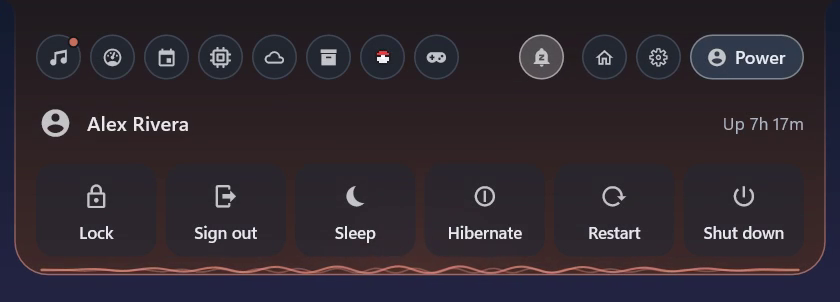 Power
Alex Rivera
Up 7h 17m
Lock
Sign out
Sleep
Hibernate
Restart
Shut down